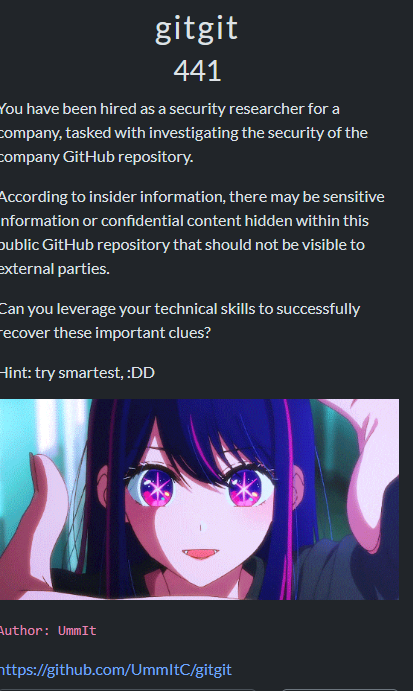 gitgit
441
You have been hired as a security researcher for a
company, tasked with investigating the security of the
company GitHub repository.
According to insider information, there may be sensitive
information or confidential content hidden within this
public GitHub repository that should not be visible to
external parties.
Can you leverage your technical skills to successfully
recover these important clues?
Hint: try smartest, :DD
Author: UmmIt
https://github.com/UmmItC/gitgit